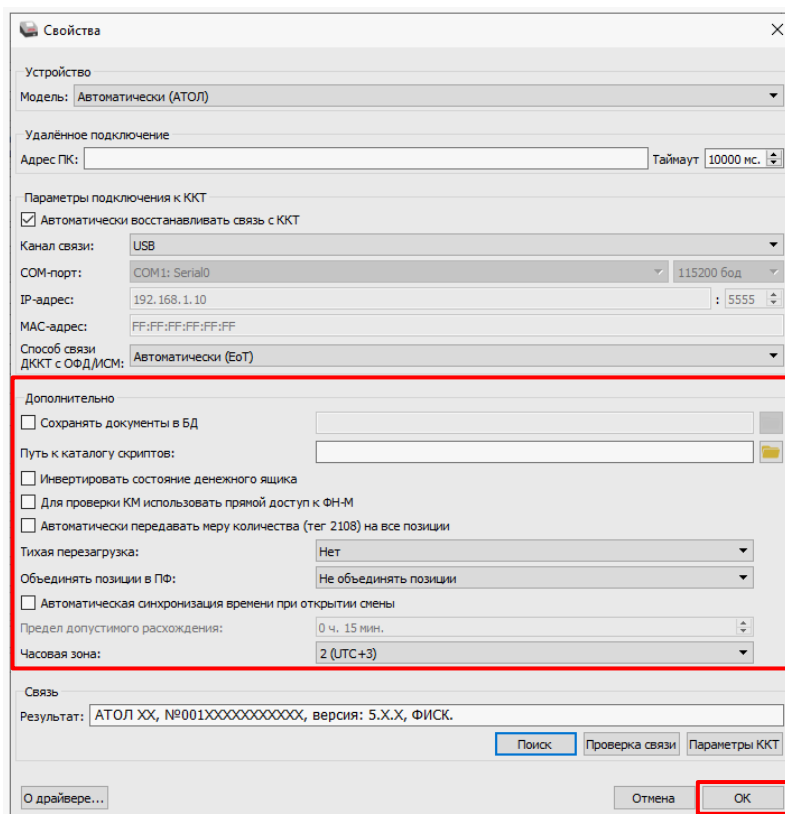 Свойства
Устройство
Модель: Автоматически (АТОЛ)
Удалённое подключение
Адрес ПК: Таймаут 10000 мс.
Параметры подключения к ККТ
Автоматически восстанавливать связь с ККТ
Канал связи: USB
COM-порт: COM1: Serial0 115200 бод
IP-адрес: 192.168.1.10 : 5555
MAC-адрес: FF:FF:FF:FF:FF:FF
Способ связи
ДККТ с ОФД/ИСМ: Автоматически (EoT)
Дополнительно
Сохранять документы в БД
Путь к каталогу скриптов:
Инвертировать состояние денежного ящика
Для проверки КМ использовать прямой доступ к ФН-М
Автоматически передавать меру количества (тег 2108) на все позиции
Тихая перезагрузка: Нет
Объединять позиции в ПФ: Не объединять позиции
Автоматическая синхронизация времени при открытии смены
Предел допустимого расхождения: 0 ч. 15 мин.
Часовая зона: 2 (UTC+3)
Связь
Результат: АТОЛ XX, №001XXXXXXXXXXX, версия: 5.X.X, ФИСК.
Поиск Проверка связи Параметры ККТ
О драйвере... Отмена ОК